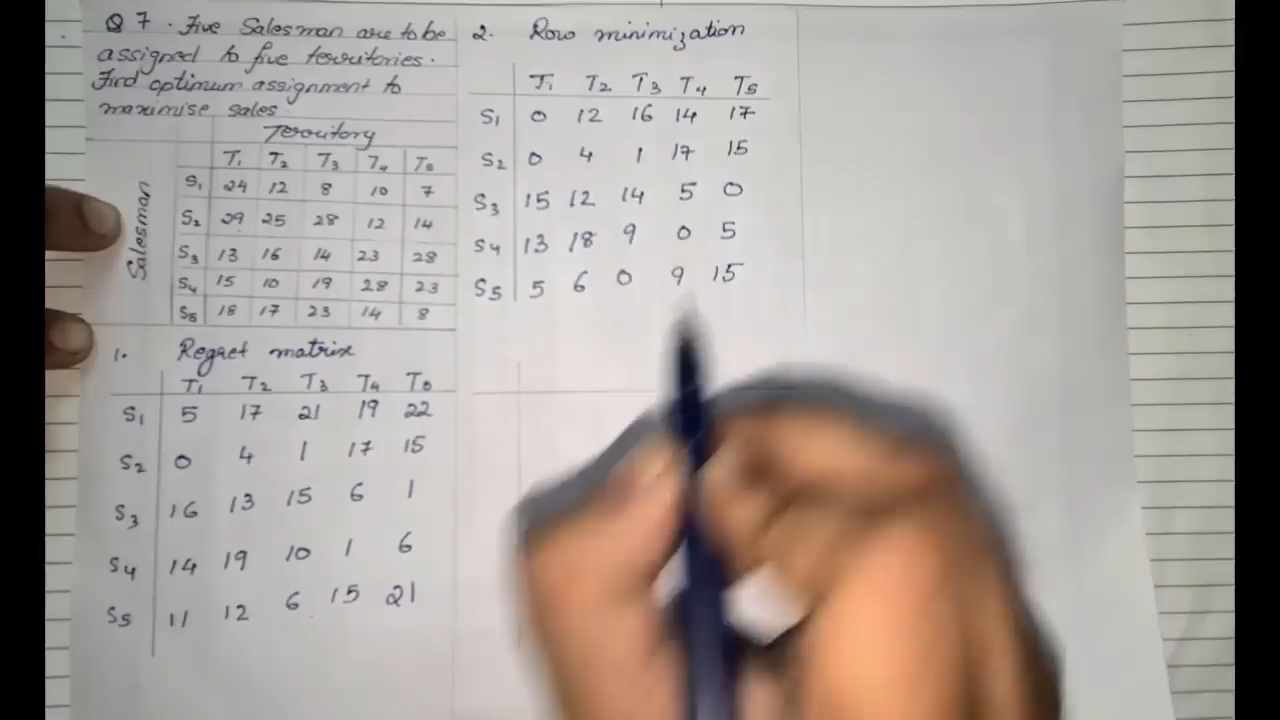 Q 7. Five Salesman are to be
assigned to five territories.
Find optimum assignment to
maximise sales
Territory
Salesman
T1 T2 T3 T4 T5
S1 24 12 8 10 7
S2 29 25 28 12 14
S3 13 16 14 23 28
S4 15 10 19 28 23
S5 18 17 23 14 8
1. Regret matrix
T1 T2 T3 T4 T5
S1 5 17 21 19 22
S2 0 4 1 17 15
S3 16 13 15 6 1
S4 14 19 10 1 6
S5 11 12 6 15 21
2. Row minimization
T1 T2 T3 T4 T5
S1 0 12 16 14 17
S2 0 4 1 17 15
S3 15 12 14 5 0
S4 13 18 9 0 5
S5 5 6 0 9 15